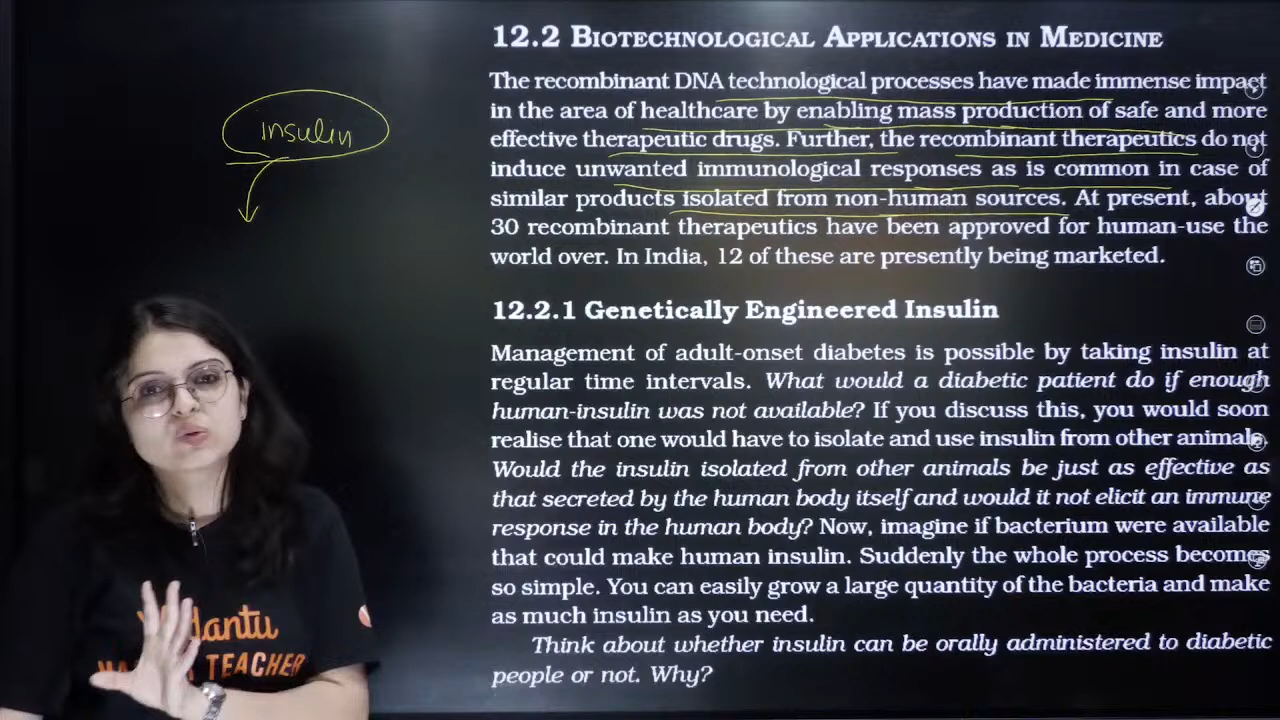 12.2 BIOTECHNOLOGICAL APPLICATIONS IN MEDICINE
The recombinant DNA technological processes have made immense impact
in the area of healthcare by enabling mass production of safe and more
effective therapeutic drugs. Further, the recombinant therapeutics do not
induce unwanted immunological responses as is common in case of
similar products isolated from non-human sources. At present, about
30 recombinant therapeutics have been approved for human-use the
world over. In India, 12 of these are presently being marketed.
insulin
12.2.1 Genetically Engineered Insulin
Management of adult-onset diabetes is possible by taking insulin at
regular time intervals. What would a diabetic patient do if enough
human-insulin was not available? If you discuss this, you would soon
realise that one would have to isolate and use insulin from other animals.
Would the insulin isolated from other animals be just as effective as
that secreted by the human body itself and would it not elicit an immune
response in the human body? Now, imagine if bacterium were available
that could make human insulin. Suddenly the whole process becomes
so simple. You can easily grow a large quantity of the bacteria and make
as much insulin as you need.
Think about whether insulin can be orally administered to diabetic
people or not. Why?
TEACHER